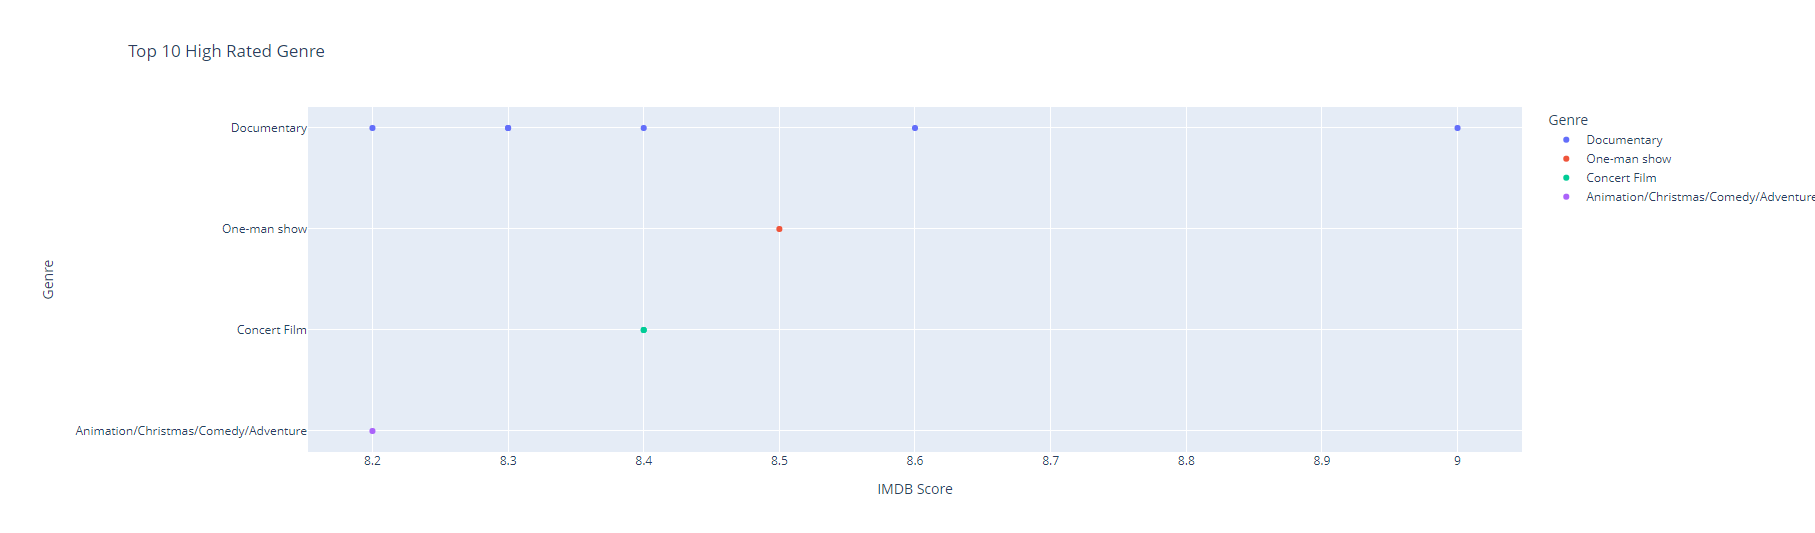 Top 10 High Rated Genre
Documentary
One-man show
Concert Film
Animation/Christmas/Comedy/Adventure
Genre
8.2
8.3
8.4
8.5
8.6
8.7
8.8
8.9
9
IMDB Score
Genre
Documentary
One-man show
Concert Film
Animation/Christmas/Comedy/Adventure